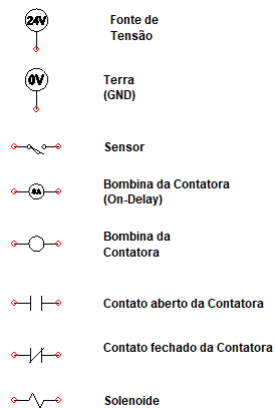 24V
Fonte de
Tensão
0V
Terra
(GND)
Sensor
Bombina da Contatora
(On-Delay)
Bombina da
Contatora
Contato aberto da Contatora
Contato fechado da Contatora
Solenoide